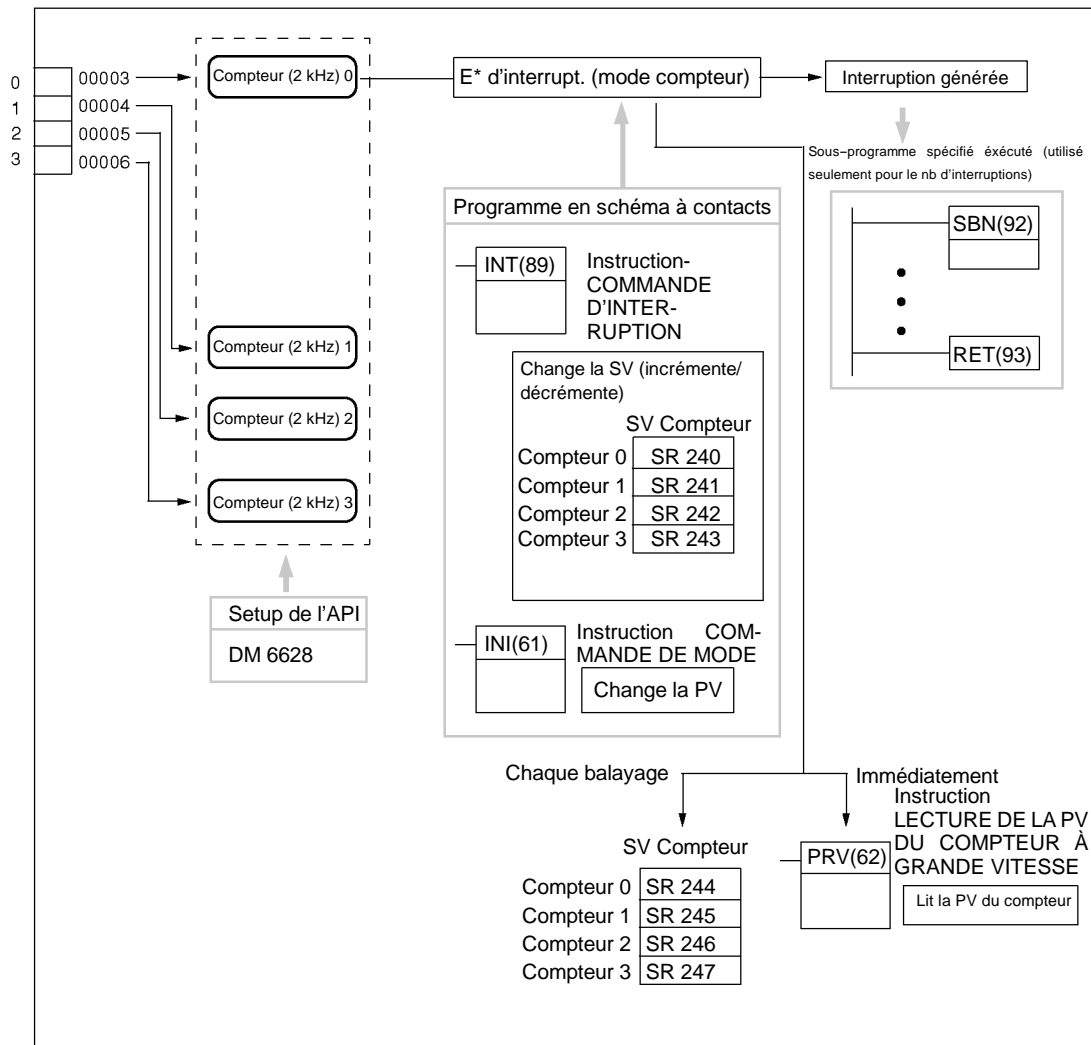 0
1
2
3
00003
00004
00005
00006
Compteur (2 kHz) 0
E* d'interrupt. (mode compteur)
Interruption générée
Sous-programme spécifié éxécuté (utilisé
seulement pour le nb d'interruptions)
SBN(92)
RET(93)
Programme en schéma à contacts
INT(89)
Instruction-
COMMANDE
D'INTER-
RUPTION
Compteur (2 kHz) 1
Compteur (2 kHz) 2
Compteur (2 kHz) 3
Change la SV (incrémente/
décrémente)
SV Compteur
Compteur 0 SR 240
Compteur 1 SR 241
Compteur 2 SR 242
Compteur 3 SR 243
Setup de l'API
DM 6628
INI(61)
Instruction COM-
MANDE DE MODE
Change la PV
Chaque balayage
Immédiatement
Instruction
LECTURE DE LA PV
DU COMPTEUR À
GRANDE VITESSE
PRV(62)
Lit la PV du compteur
SV Compteur
Compteur 0 SR 244
Compteur 1 SR 245
Compteur 2 SR 246
Compteur 3 SR 247